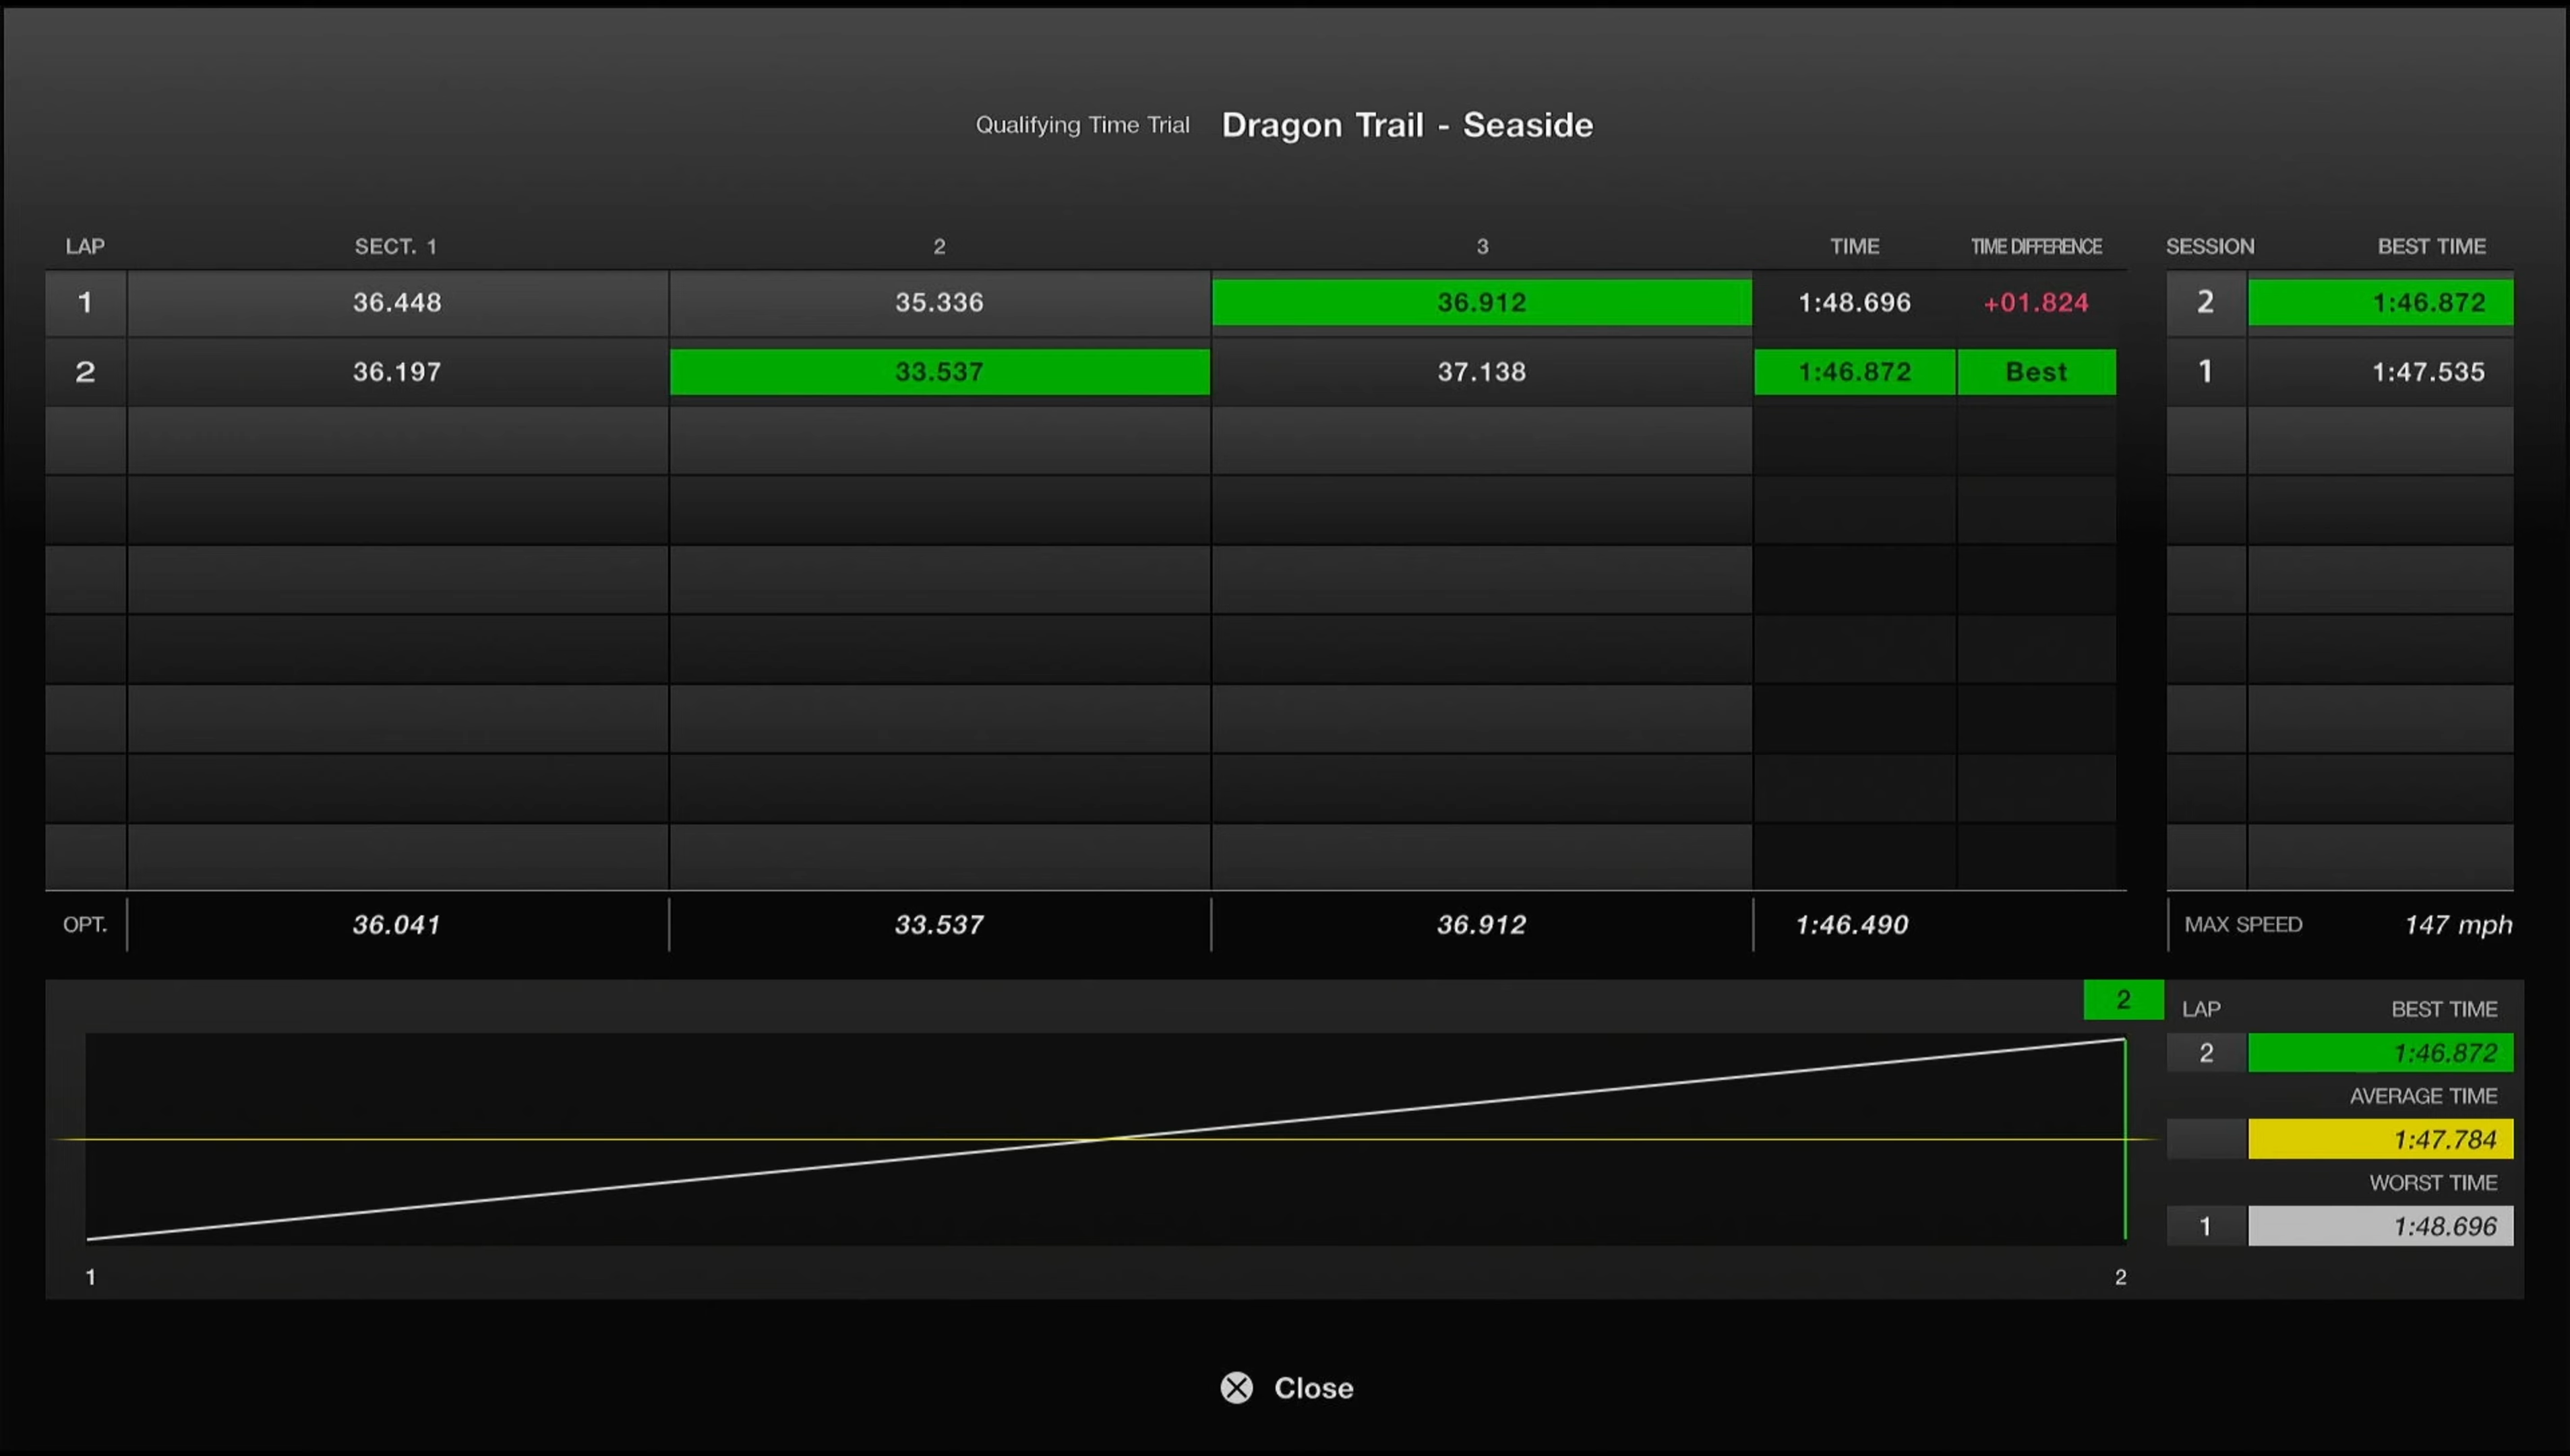 Qualifying Time Trial Dragon Trail - Seaside
LAP SECT. 1 2 3 TIME TIME DIFFERENCE SESSION BEST TIME
1 36.448 35.336 36.912 1:48.696 +01.824 2 1:46.872
2 36.197 33.537 37.138 1:46.872 Best 1 1:47.535
OPT. 36.041 33.537 36.912 1:46.490 MAX SPEED 147 mph
2 LAP BEST TIME
2 1:46.872
AVERAGE TIME
1:47.784
WORST TIME
1 1:48.696
1 2
Close